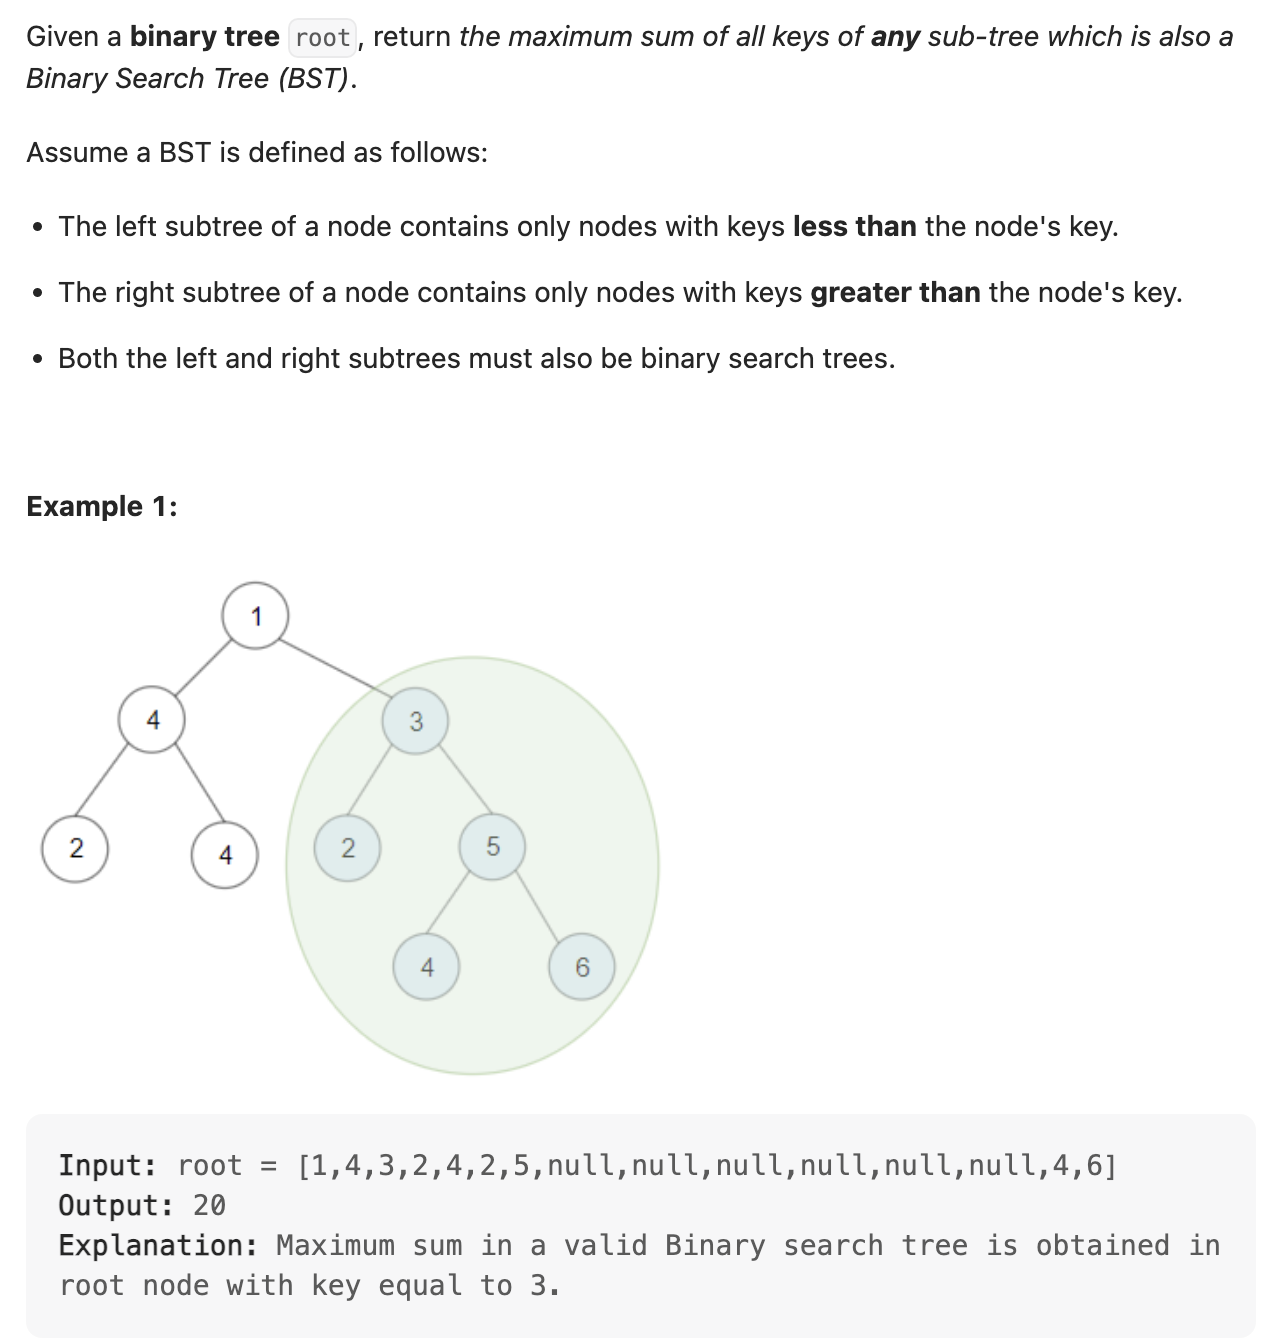 Given a binary tree root, return the maximum sum of all keys of any sub-tree which is also a
Binary Search Tree (BST).
Assume a BST is defined as follows:
• The left subtree of a node contains only nodes with keys less than the node's key.
• The right subtree of a node contains only nodes with keys greater than the node's key.
• Both the left and right subtrees must also be binary search trees.
Example 1:
1
4 3
2 4 2 5
4 6
Input: root = [1,4,3,2,4,2,5,null,null,null,null,null,null,4,6]
Output: 20
Explanation: Maximum sum in a valid Binary search tree is obtained in
root node with key equal to 3.